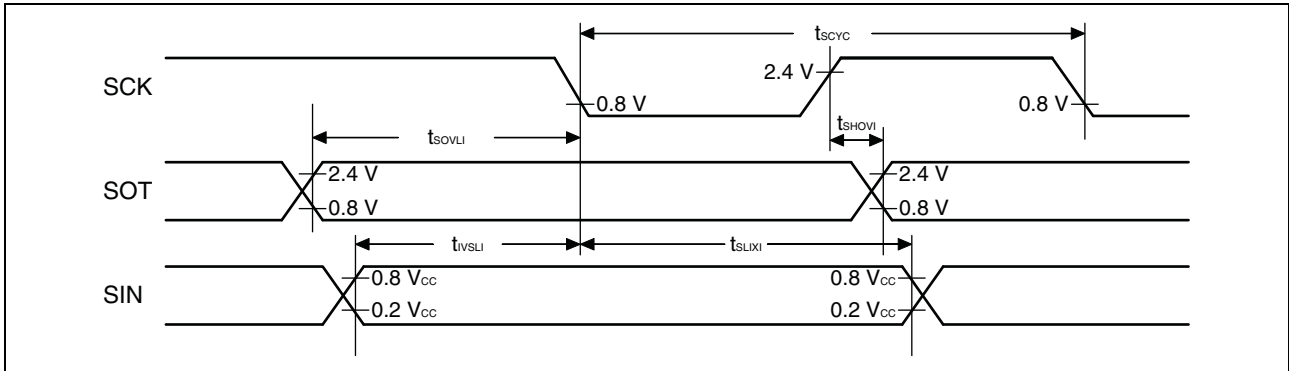 tSCYC
SCK
2.4 V
0.8 V
0.8 V
tSOVLI
tSHOVI
SOT
2.4 V
2.4 V
0.8 V
0.8 V
tIVSLI
tSLIXI
SIN
0.8 VCC
0.8 VCC
0.2 VCC
0.2 VCC